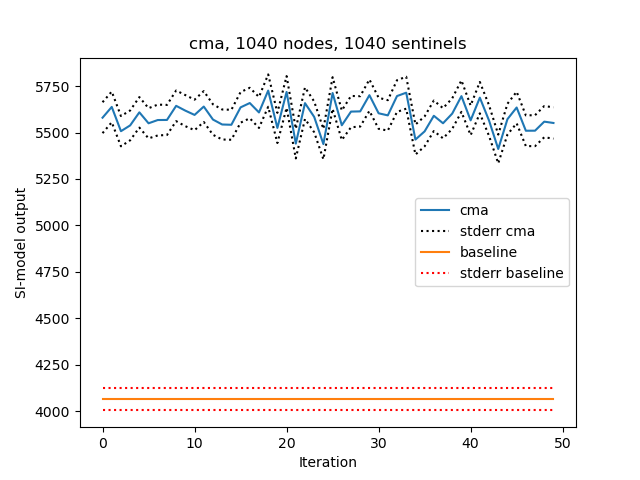 cma, 1040 nodes, 1040 sentinels
5750
5500
5250
5000
4750
4500
4250
4000
SI-model output
cma
stderr cma
baseline
stderr baseline
0 10 20 30 40 50
Iteration